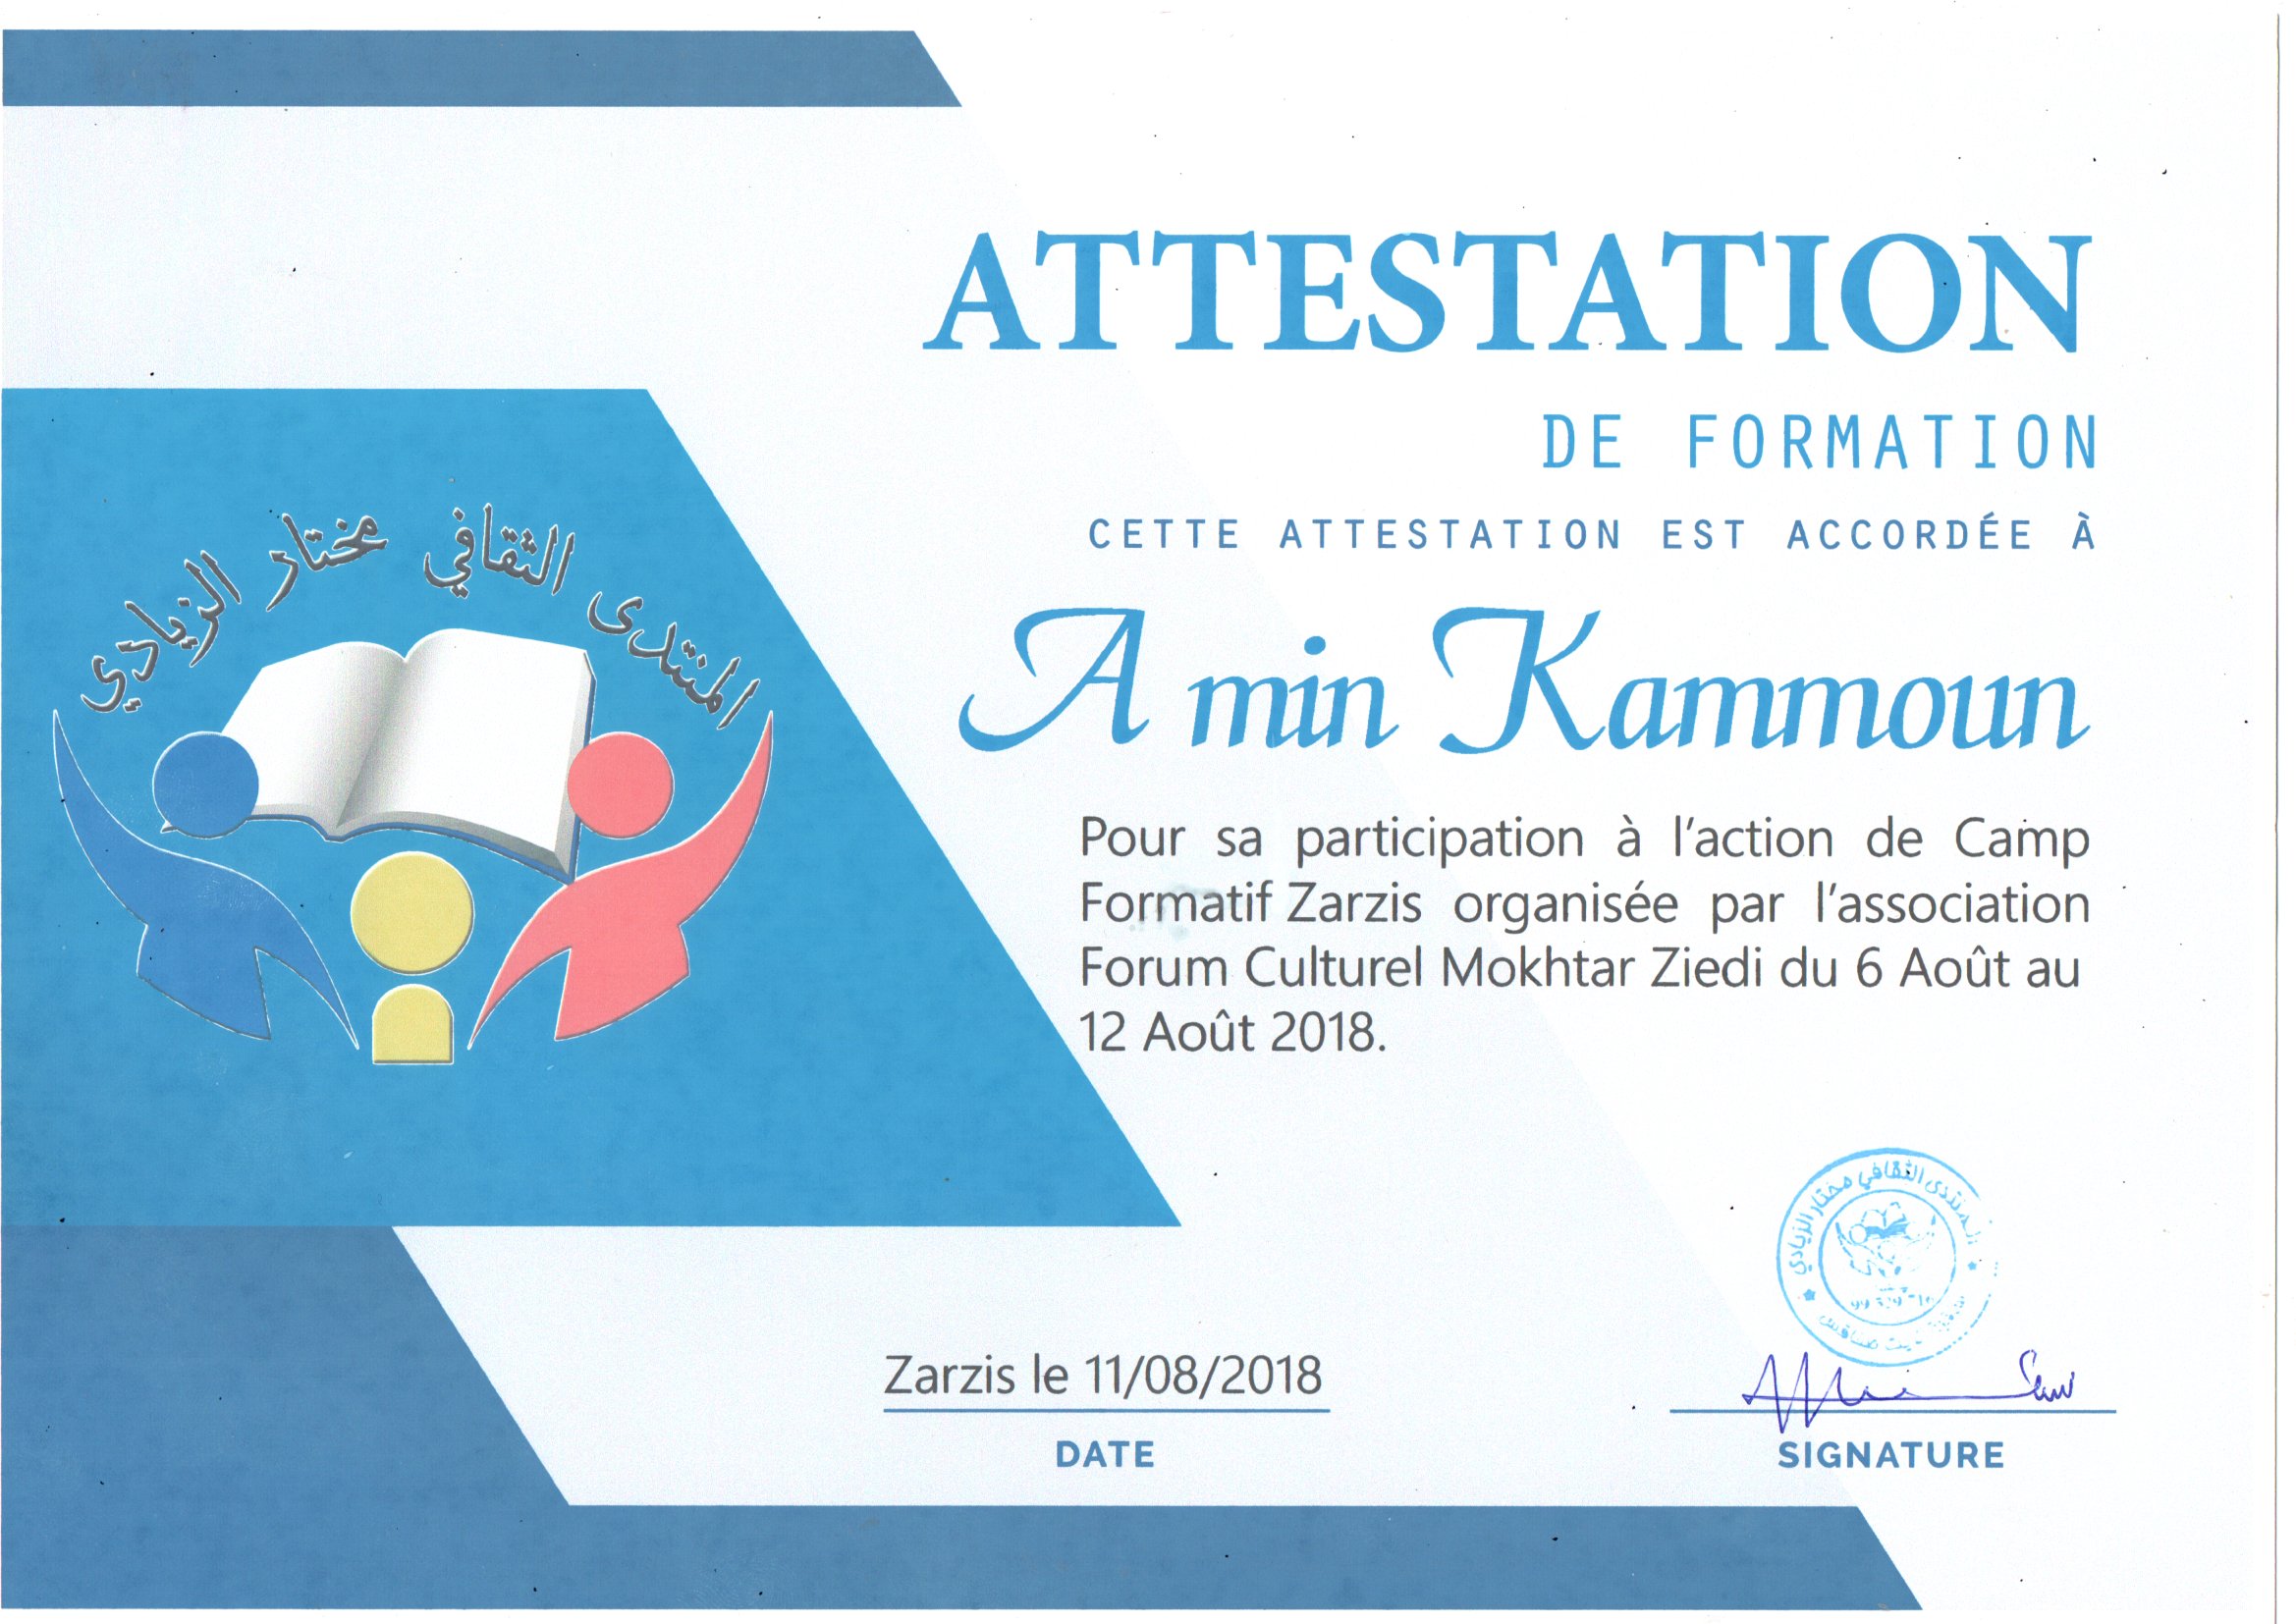 ATTESTATION
DE FORMATION
CETTE ATTESTATION EST ACCORDÉE À
المنتدى الثقافي مختار الزيادي
A min Kammoun
Pour sa participation à l'action de Camp
Formatif Zarzis organisée par l'association
Forum Culturel Mokhtar Ziedi du 6 Août au
12 Août 2018.
المنتدى الثقافي مختار الزيادي
Zarzis le 11/08/2018
DATE
SIGNATURE